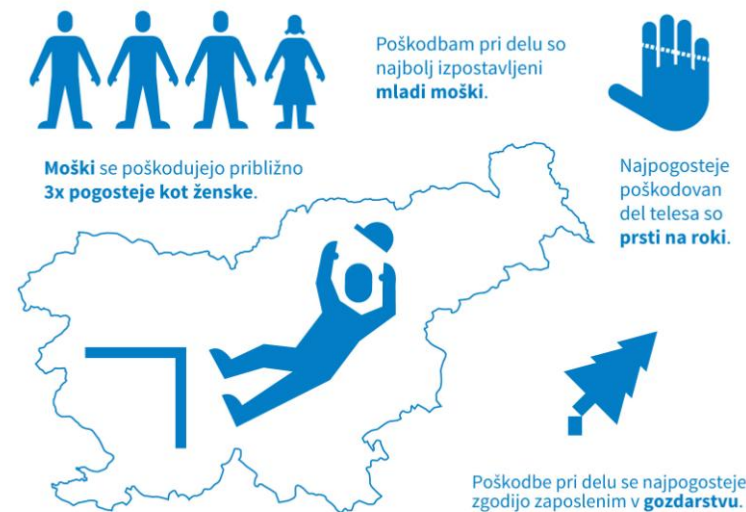 Poškodbam pri delu so
najbolj izpostavljeni
mladi moški.
Moški se poškodujejo približno
3x pogosteje kot ženske.
Najpogosteje
poškodovan
del telesa so
prsti na roki.
Poškodbe pri delu se najpogosteje
zgodijo zaposlenim v gozdarstvu.